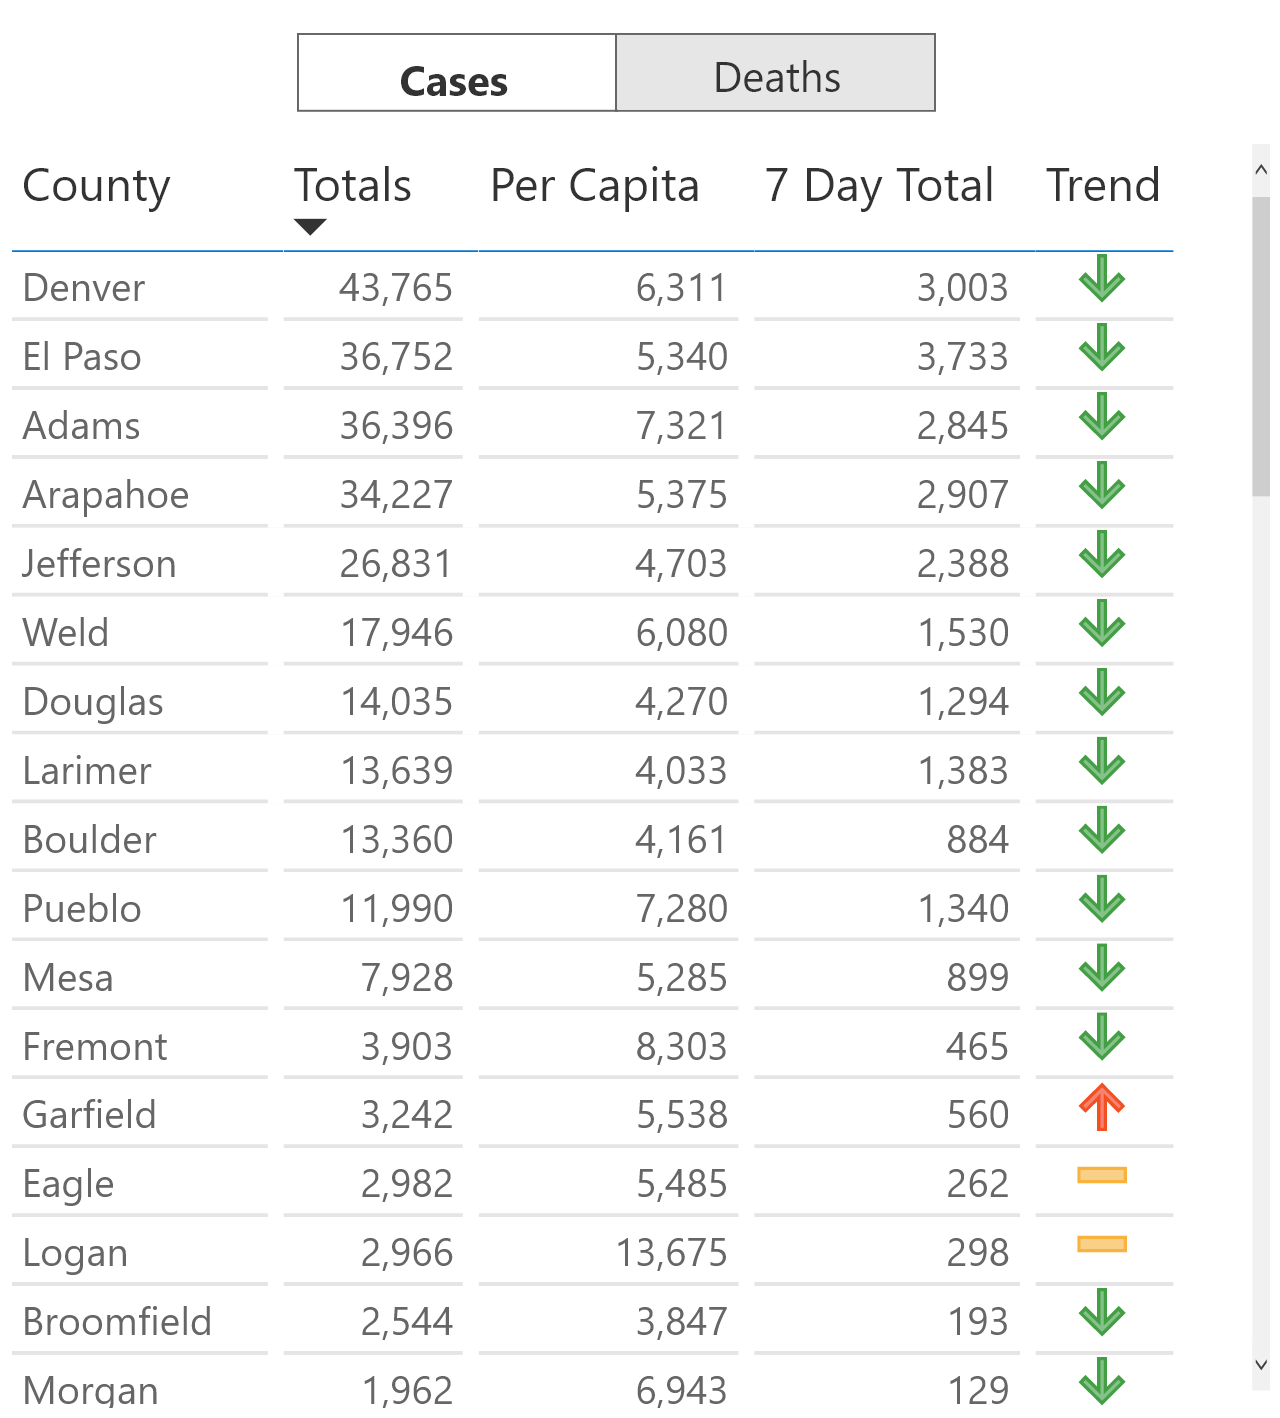 Cases Deaths
County Totals Per Capita 7 Day Total Trend
Denver 43,765 6,311 3,003
El Paso 36,752 5,340 3,733
Adams 36,396 7,321 2,845
Arapahoe 34,227 5,375 2,907
Jefferson 26,831 4,703 2,388
Weld 17,946 6,080 1,530
Douglas 14,035 4,270 1,294
Larimer 13,639 4,033 1,383
Boulder 13,360 4,161 884
Pueblo 11,990 7,280 1,340
Mesa 7,928 5,285 899
Fremont 3,903 8,303 465
Garfield 3,242 5,538 560
Eagle 2,982 5,485 262
Logan 2,966 13,675 298
Broomfield 2,544 3,847 193
Morgan 1,962 6,943 129